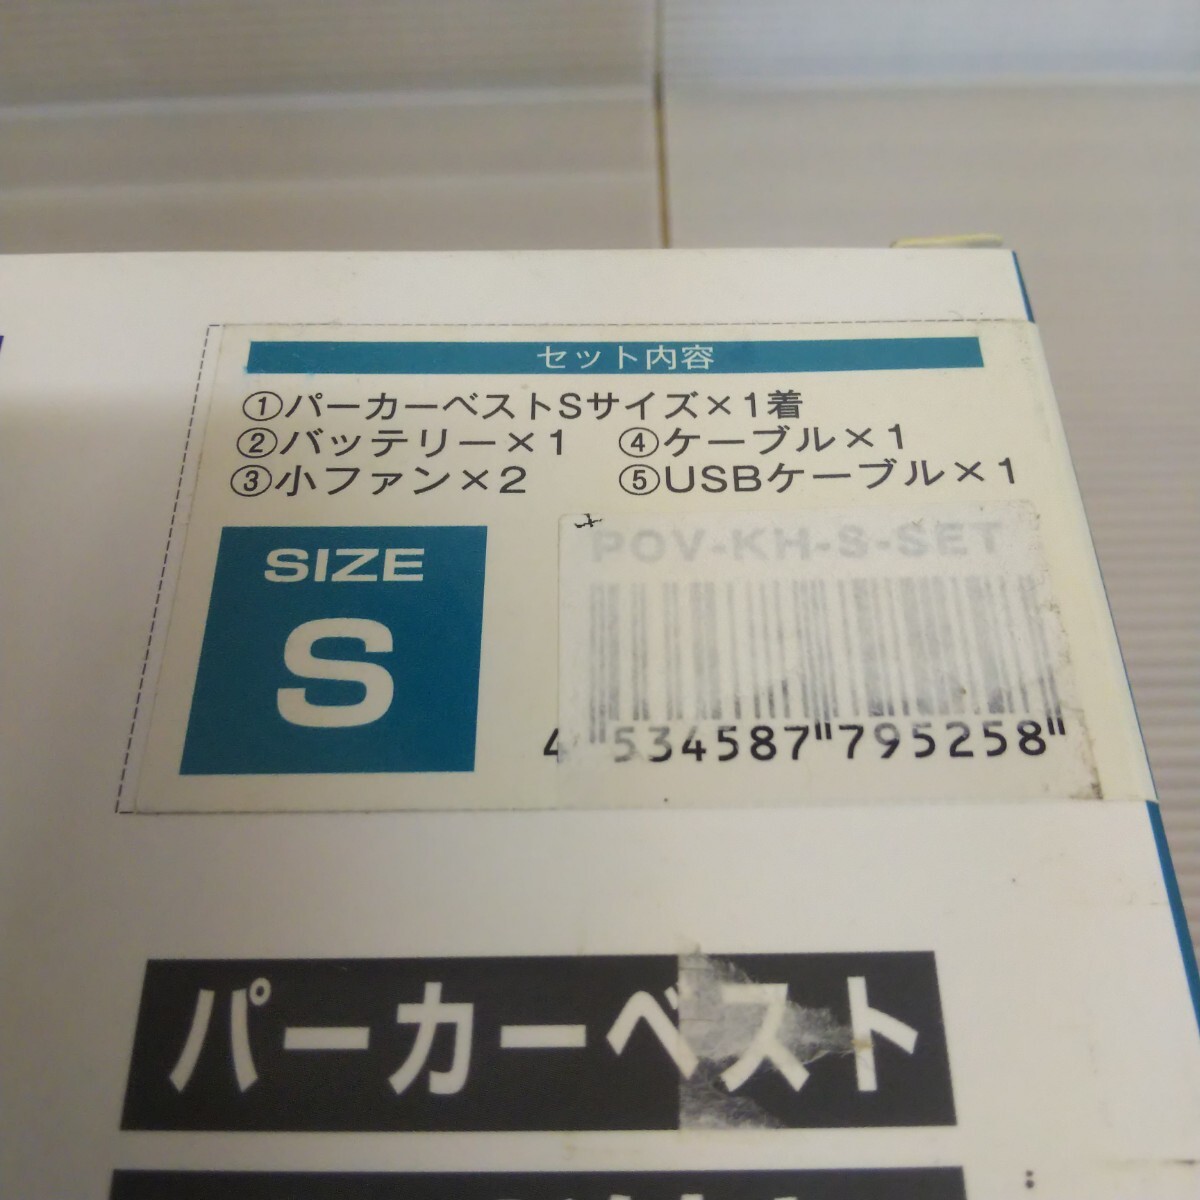 セット内容
①パーカーベストSサイズ×1着
②バッテリー×1 ④ケーブル×1
③小ファン×2 ⑤USBケーブル×1
SIZE
S
POV-KH-S-SET
4 534587 795258
パーカーベスト